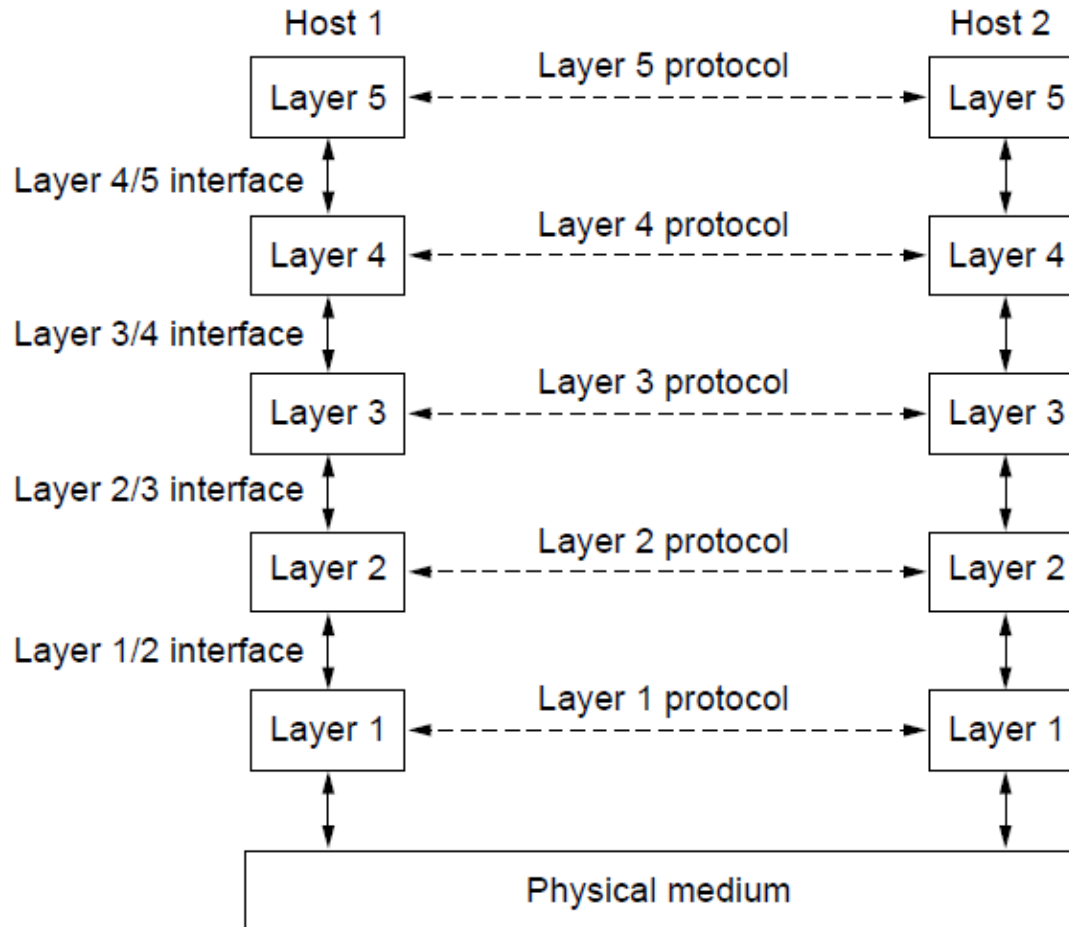 Host 1
Host 2
Layer 5 protocol
Layer 5
Layer 5
Layer 4/5 interface
Layer 4 protocol
Layer 4
Layer 4
Layer 3/4 interface
Layer 3 protocol
Layer 3
Layer 3
Layer 2/3 interface
Layer 2 protocol
Layer 2
Layer 2
Layer 1/2 interface
Layer 1 protocol
Layer 1
Layer 1
Physical medium